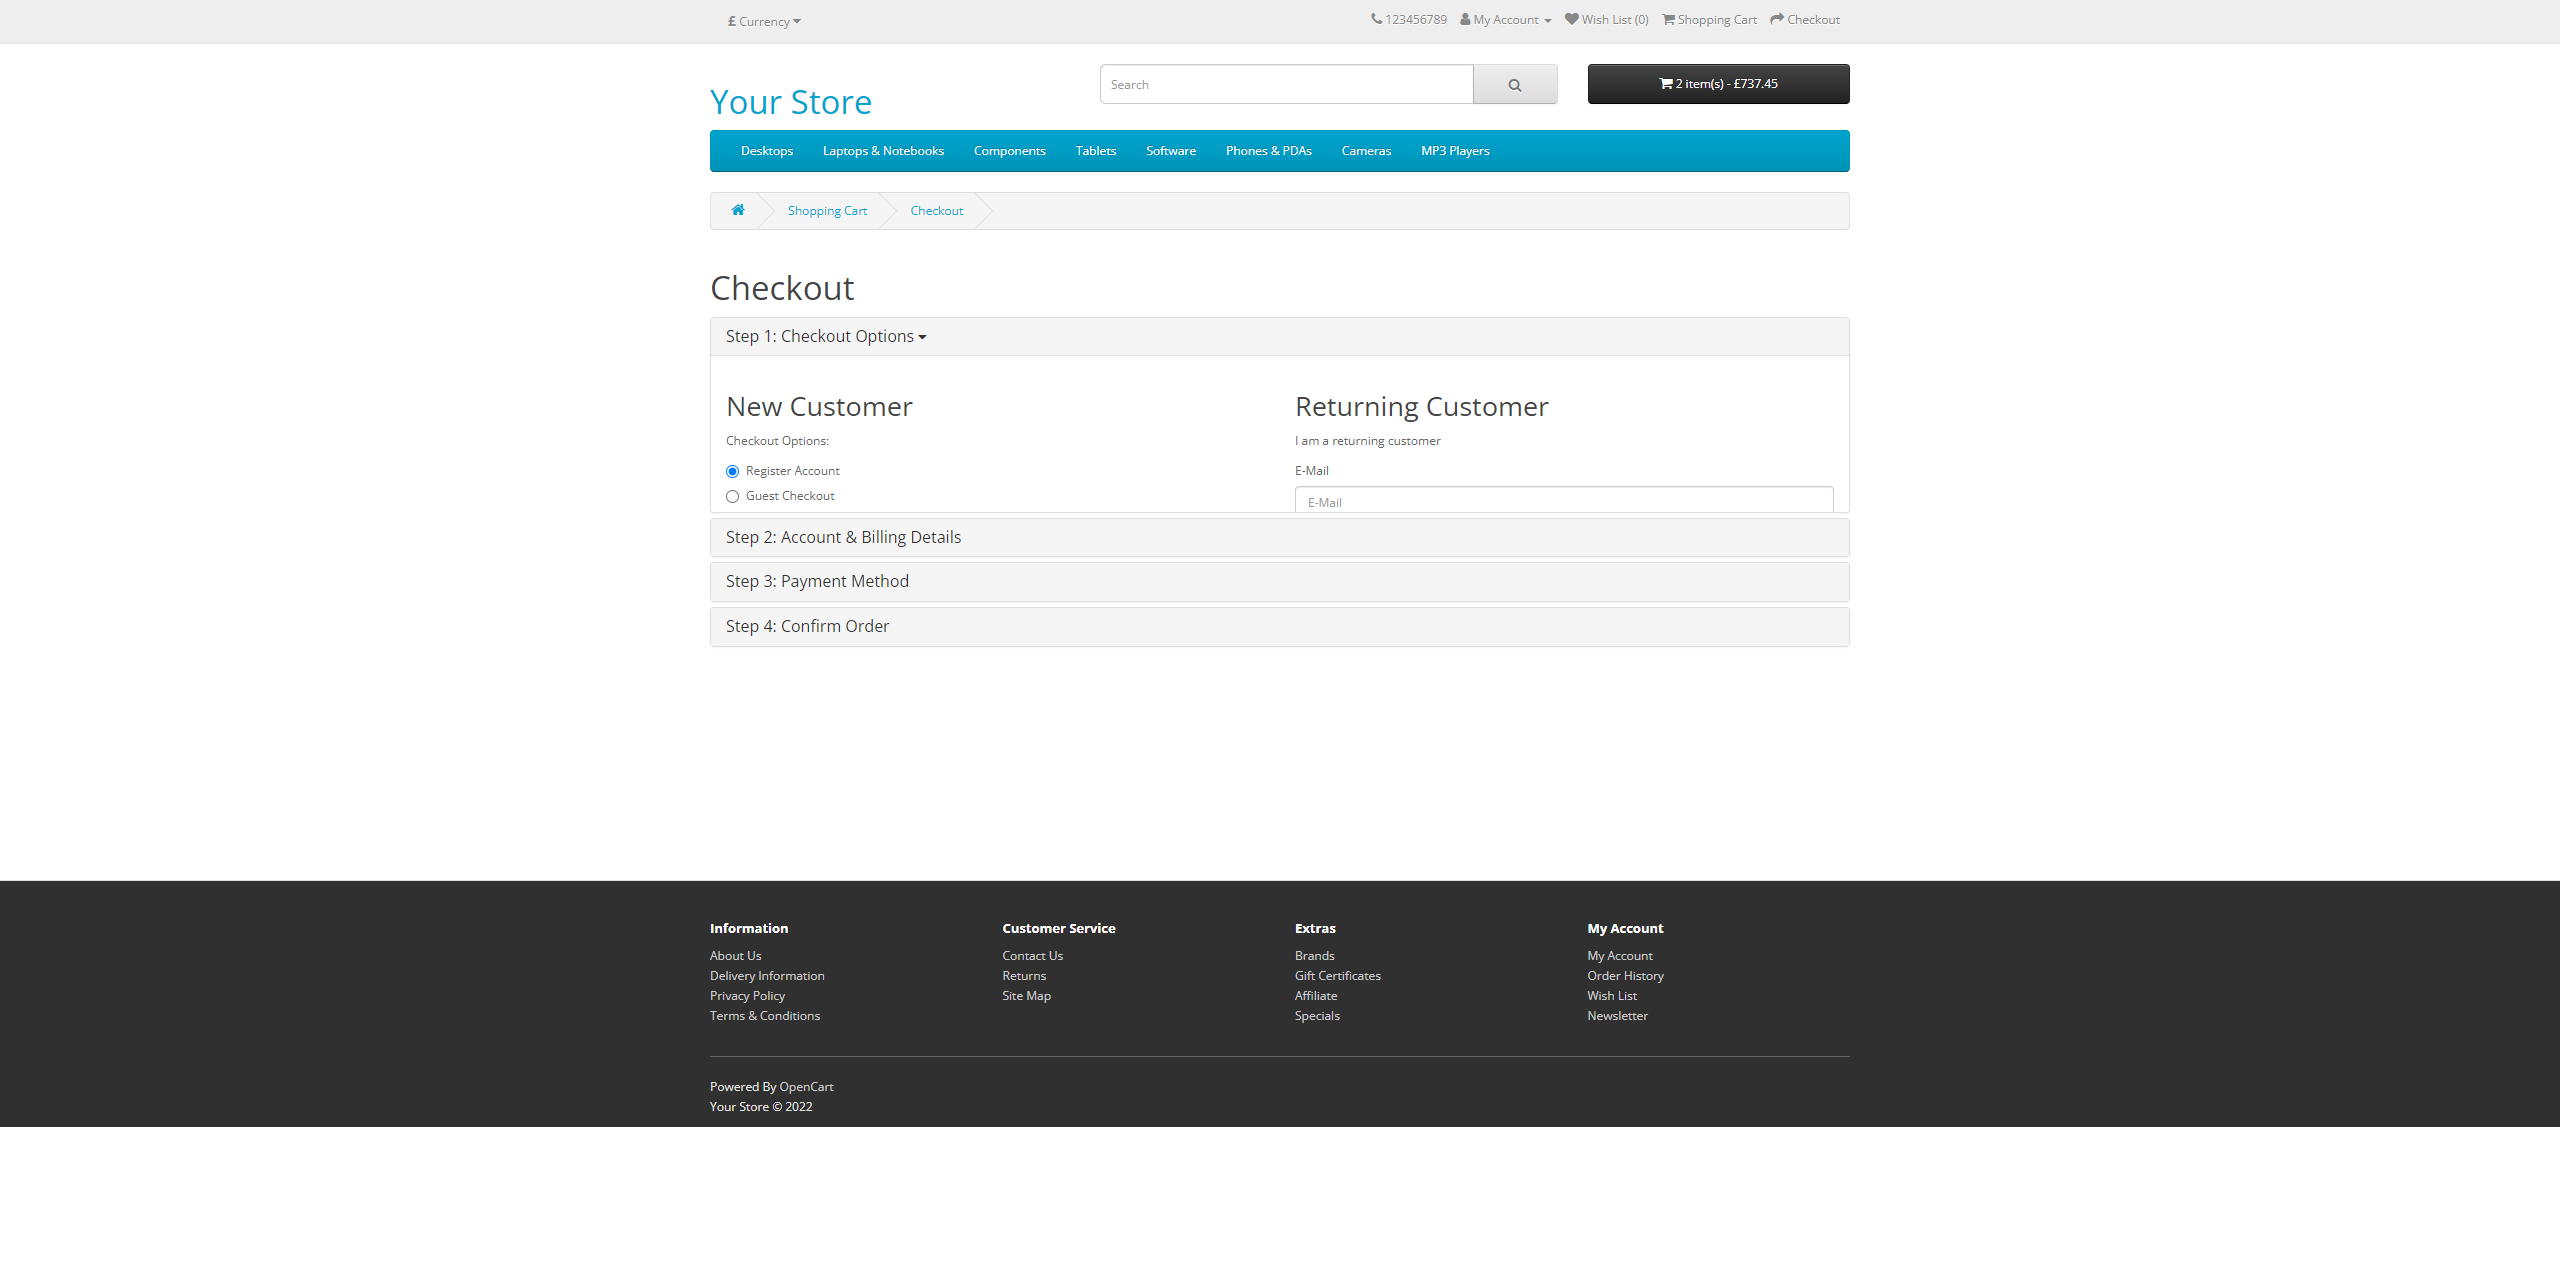 £ Currency
123456789 My Account Wish List (0) Shopping Cart Checkout
Your Store
Search
2 item(s) - £737.45
Desktops Laptops & Notebooks Components Tablets Software Phones & PDAs Cameras MP3 Players
Shopping Cart Checkout
Checkout
Step 1: Checkout Options
New Customer
Checkout Options:
Register Account
Guest Checkout
Returning Customer
I am a returning customer
E-Mail
E-Mail
Step 2: Account & Billing Details
Step 3: Payment Method
Step 4: Confirm Order
Information
About Us
Delivery Information
Privacy Policy
Terms & Conditions
Customer Service
Contact Us
Returns
Site Map
Extras
Brands
Gift Certificates
Affiliate
Specials
My Account
My Account
Order History
Wish List
Newsletter
Powered By OpenCart
Your Store © 2022